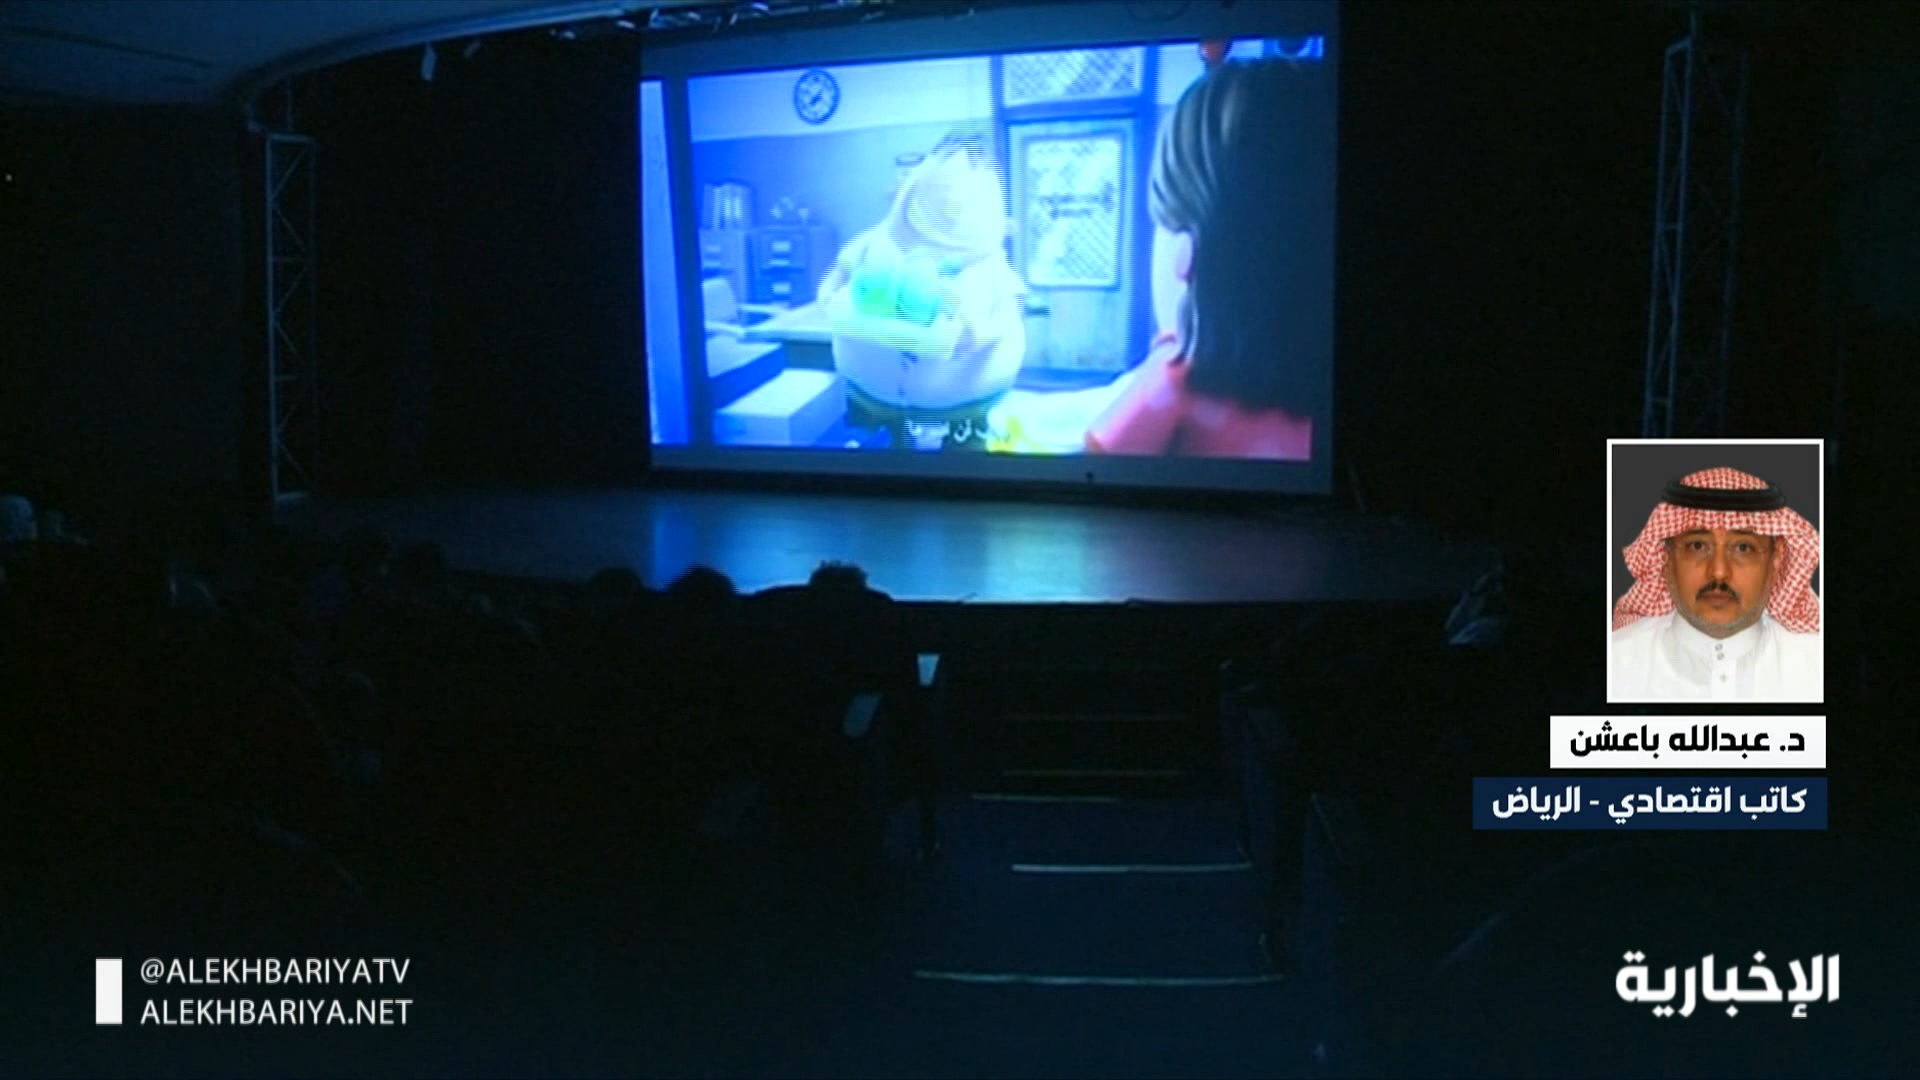 د. عبدالله باعشن
كاتب اقتصادي - الرياض
الإخبارية
@ALEKHBARIYATV
ALEKHBARIYA.NET